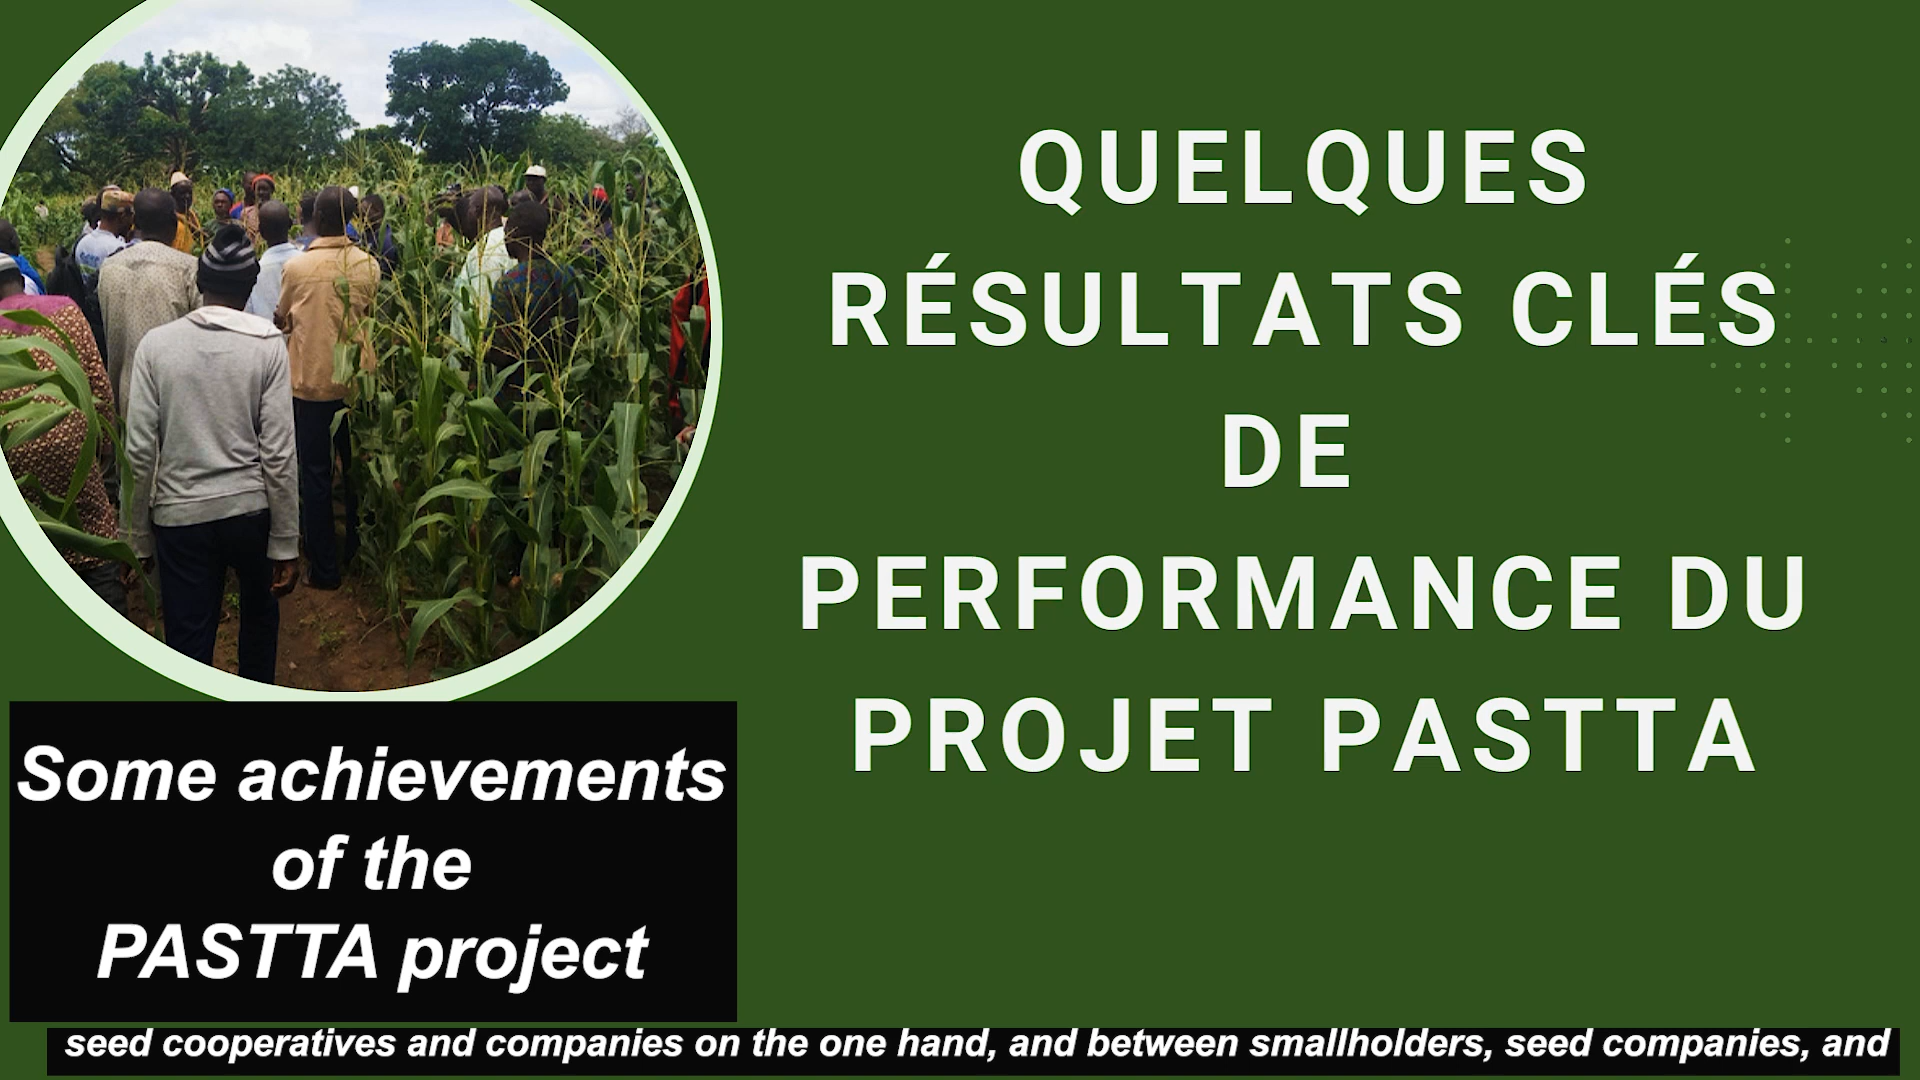 QUELQUES
RÉSULTATS CLÉS
DE
PERFORMANCE DU
PROJET PASTTA
Some achievements
of the
PASTTA project
seed cooperatives and companies on the one hand, and between smallholders, seed companies, and